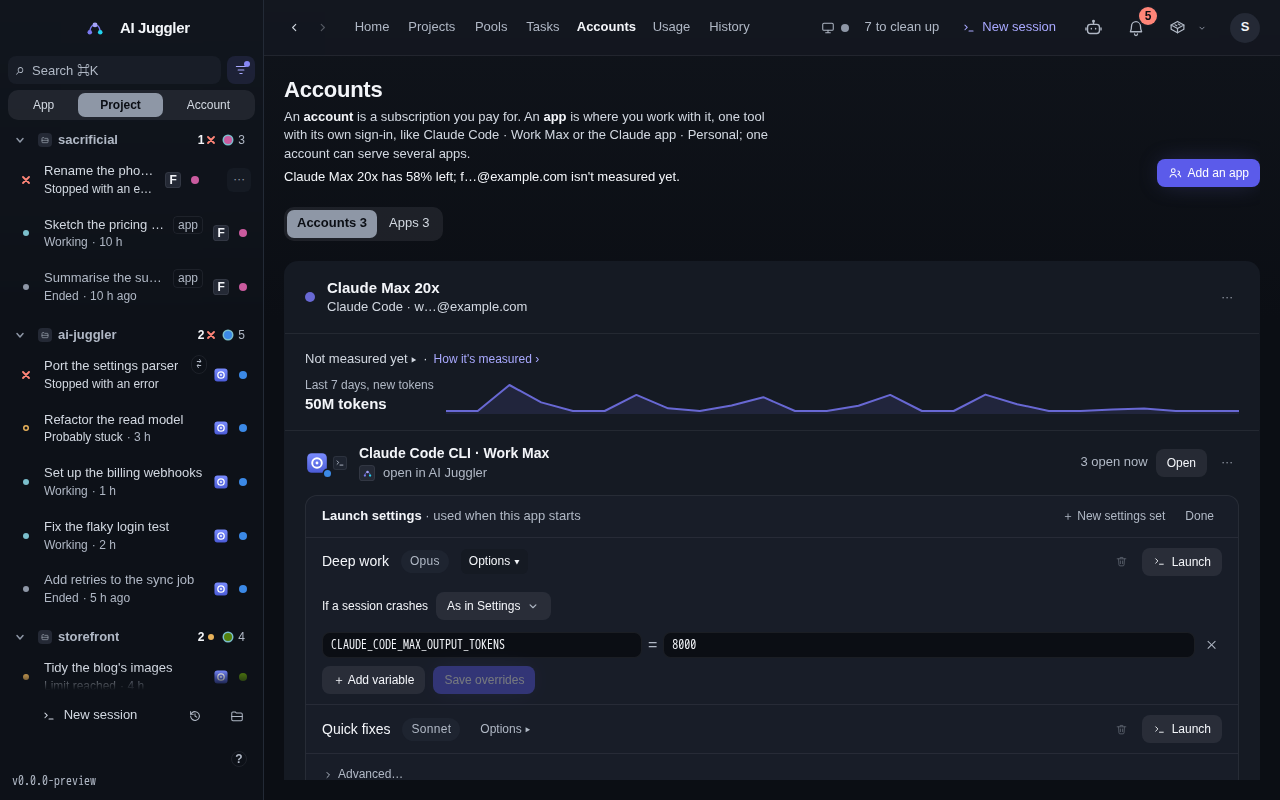 AI Juggler
Home Projects Pools Tasks Accounts Usage History
7 to clean up
New session
5
S
Search ⌘K
App Project Account
sacrificial 1 3
Rename the pho… F
Stopped with an e…
Sketch the pricing … app F
Working · 10 h
Summarise the su… app F
Ended · 10 h ago
ai-juggler 2 5
Port the settings parser
Stopped with an error
Refactor the read model
Probably stuck · 3 h
Set up the billing webhooks
Working · 1 h
Fix the flaky login test
Working · 2 h
Add retries to the sync job
Ended · 5 h ago
storefront 2 4
Tidy the blog's images
Limit reached · 4 h
New session
?
v0.0.0-preview
Accounts
An account is a subscription you pay for. An app is where you work with it, one tool
with its own sign-in, like Claude Code · Work Max or the Claude app · Personal; one
account can serve several apps.
Claude Max 20x has 58% left; f…@example.com isn't measured yet.
Add an app
Accounts 3 Apps 3
Claude Max 20x
Claude Code · w…@example.com
Not measured yet ▸ · How it's measured ›
Last 7 days, new tokens
50M tokens
Claude Code CLI · Work Max
open in AI Juggler
3 open now Open
Launch settings · used when this app starts
+ New settings set Done
Deep work Opus Options ▾ Launch
If a session crashes As in Settings
CLAUDE_CODE_MAX_OUTPUT_TOKENS = 8000
+ Add variable Save overrides
Quick fixes Sonnet Options ▸ Launch
Advanced…